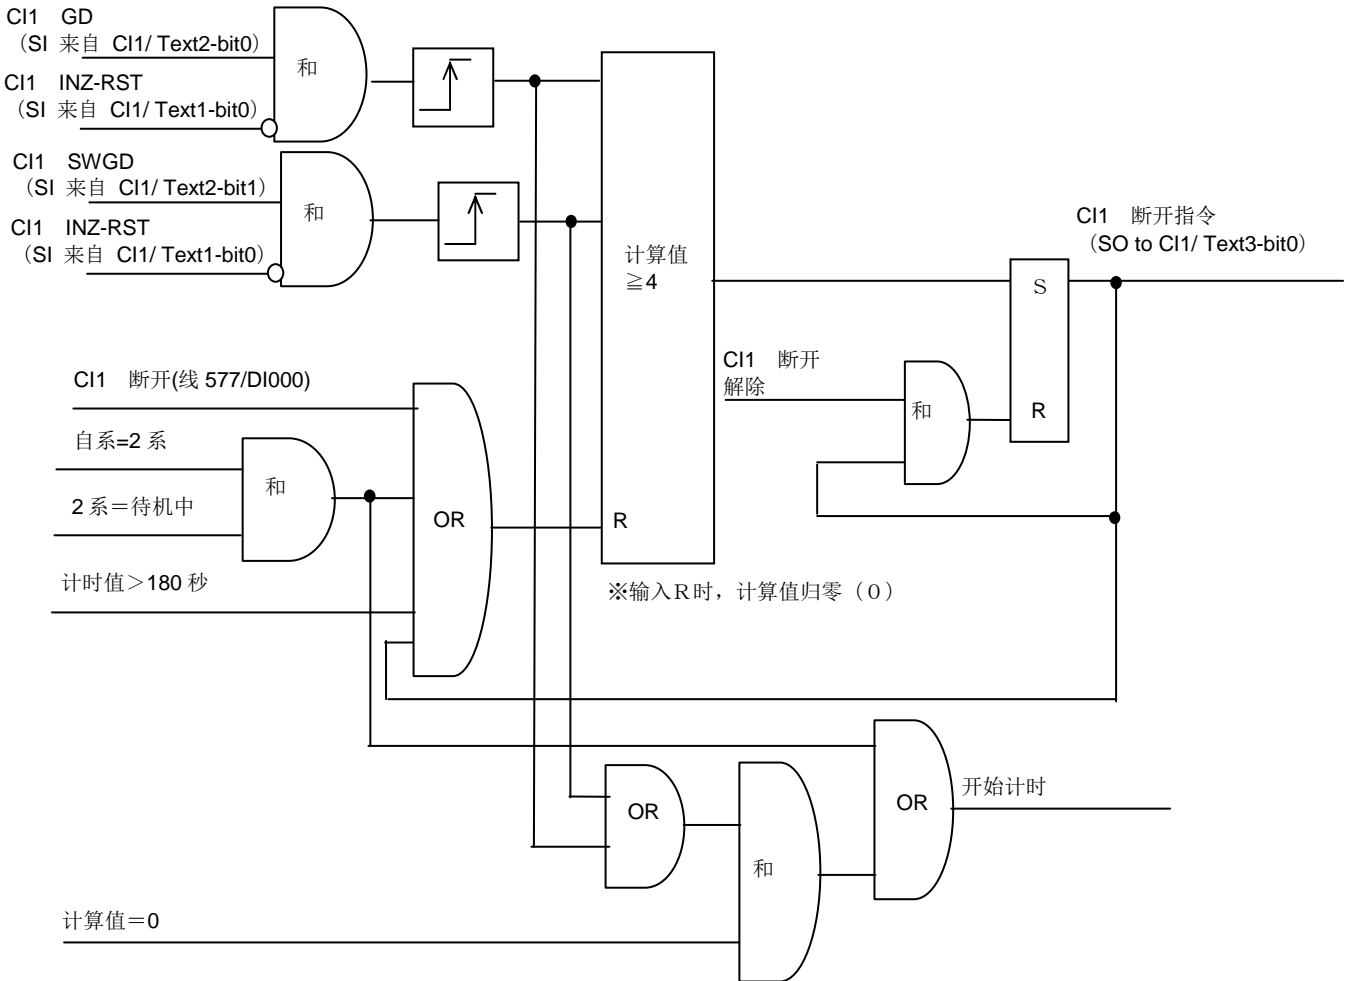 CI1 GD
（SI 来自 CI1/ Text2-bit0）
CI1 INZ-RST
（SI 来自 CI1/ Text1-bit0）
和
CI1 SWGD
（SI 来自 CI1/ Text2-bit1）
CI1 INZ-RST
（SI 来自 CI1/ Text1-bit0）
和
计算值
≧4
R
※输入Ｒ时，计算值归零（０）
CI1 断开指令
（SO to CI1/ Text3-bit0）
Ｓ
R
CI1 断开
解除
和
CI1 断开(线 577/DI000)
自系=2 系
2 系＝待机中
和
计时值＞180 秒
OR
OR
和
OR
开始计时
计算值＝0